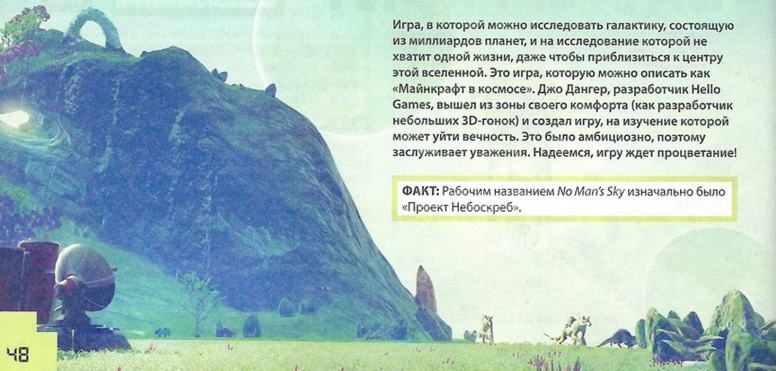 Игра, в которой можно исследовать галактику, состоящую
из миллиардов планет, и на исследование которой не
хватит одной жизни, даже чтобы приблизиться к центру
этой вселенной. Это игра, которую можно описать как
«Майнкрафт в космосе». Джо Дангер, разработчик Hello
Games, вышел из зоны своего комфорта (как разработчик
небольших 3D-гонок) и создал игру, на изучение которой
может уйти вечность. Это было амбициозно, поэтому
заслуживает уважения. Надеемся, игру ждет процветание!
ФАКТ: Рабочим названием No Man's Sky изначально было
«Проект Небоскреб».
48